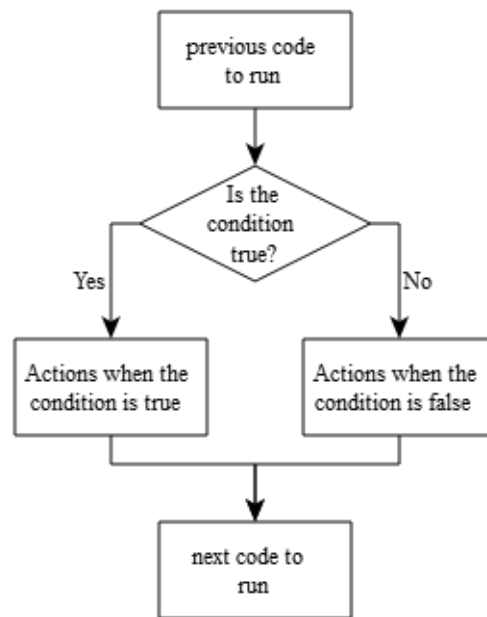 previous code
to run
Is the
condition
true?
Yes
No
Actions when the
condition is true
Actions when the
condition is false
next code to
run